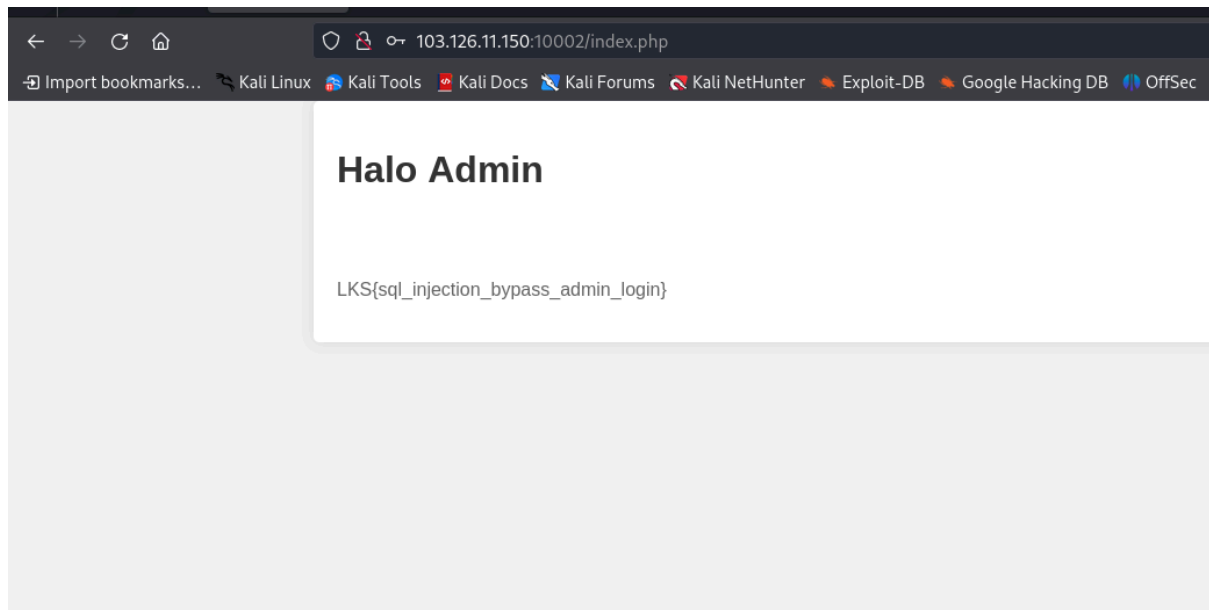 103.126.11.150:10002/index.php
Import bookmarks... Kali Linux Kali Tools Kali Docs Kali Forums Kali NetHunter Exploit-DB Google Hacking DB OffSec
Halo Admin
LKS{sql_injection_bypass_admin_login}